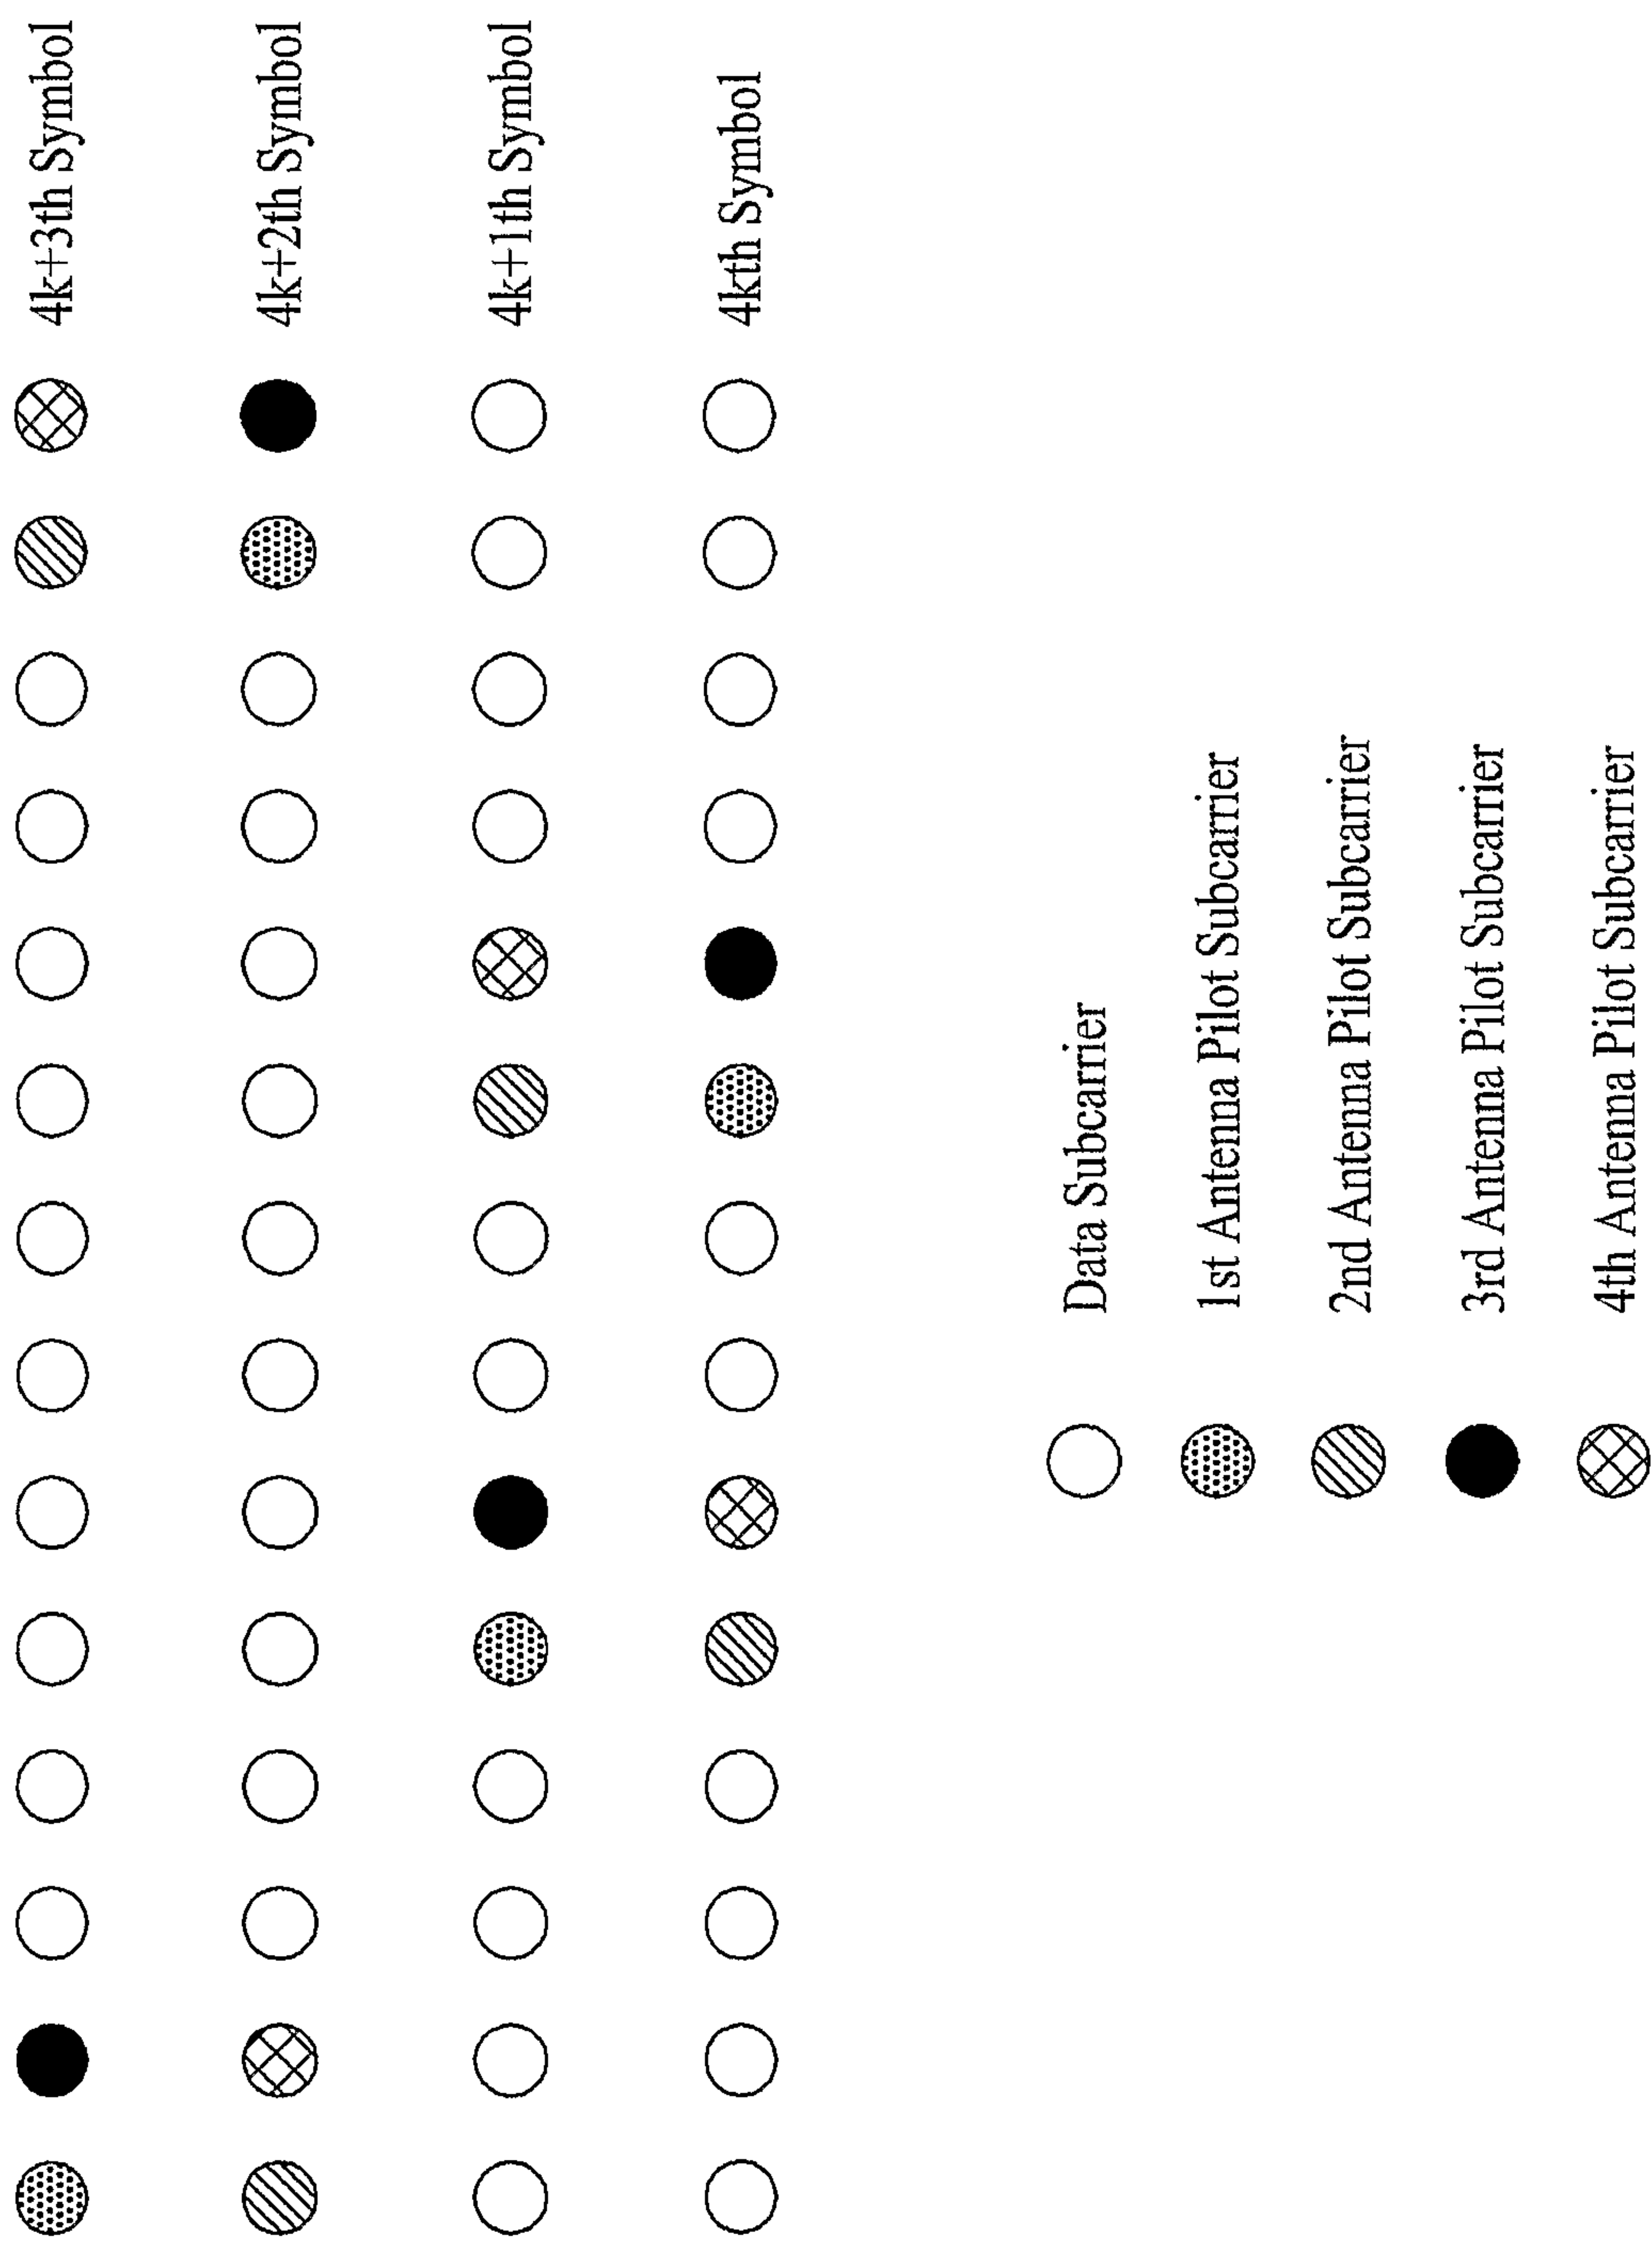 4k+3th Symbol
4k+2th Symbol
4k+1th Symbol
4kth Symbol
Data Subcarrier
1st Antenna Pilot Subcarrier
2nd Antenna Pilot Subcarrier
3rd Antenna Pilot Subcarrier
4th Antenna Pilot Subcarrier